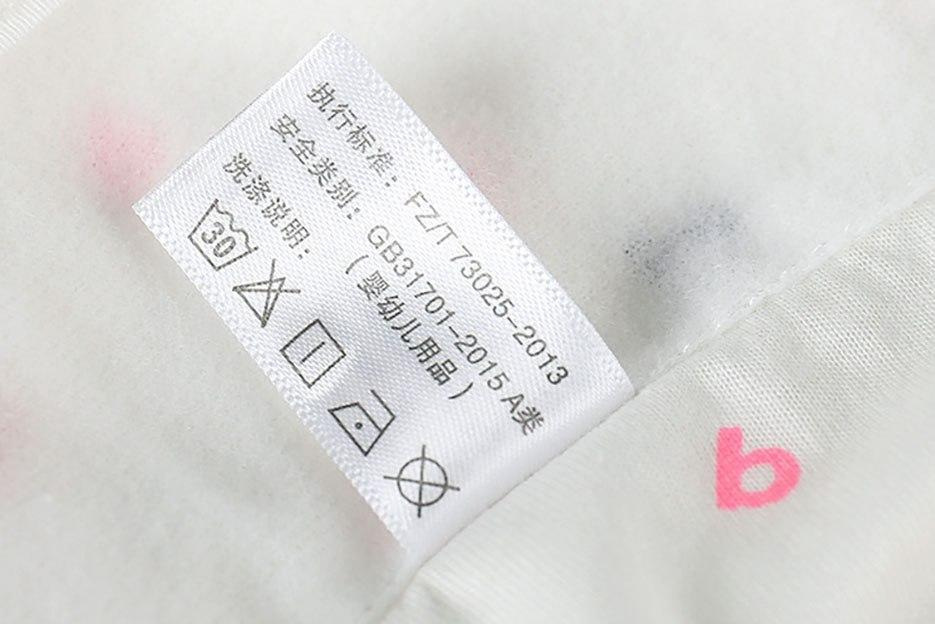 执行标准：FZ/T 73025-2013
安全类别：GB31701-2015 A类
（婴幼儿用品）
洗涤说明：
30
b